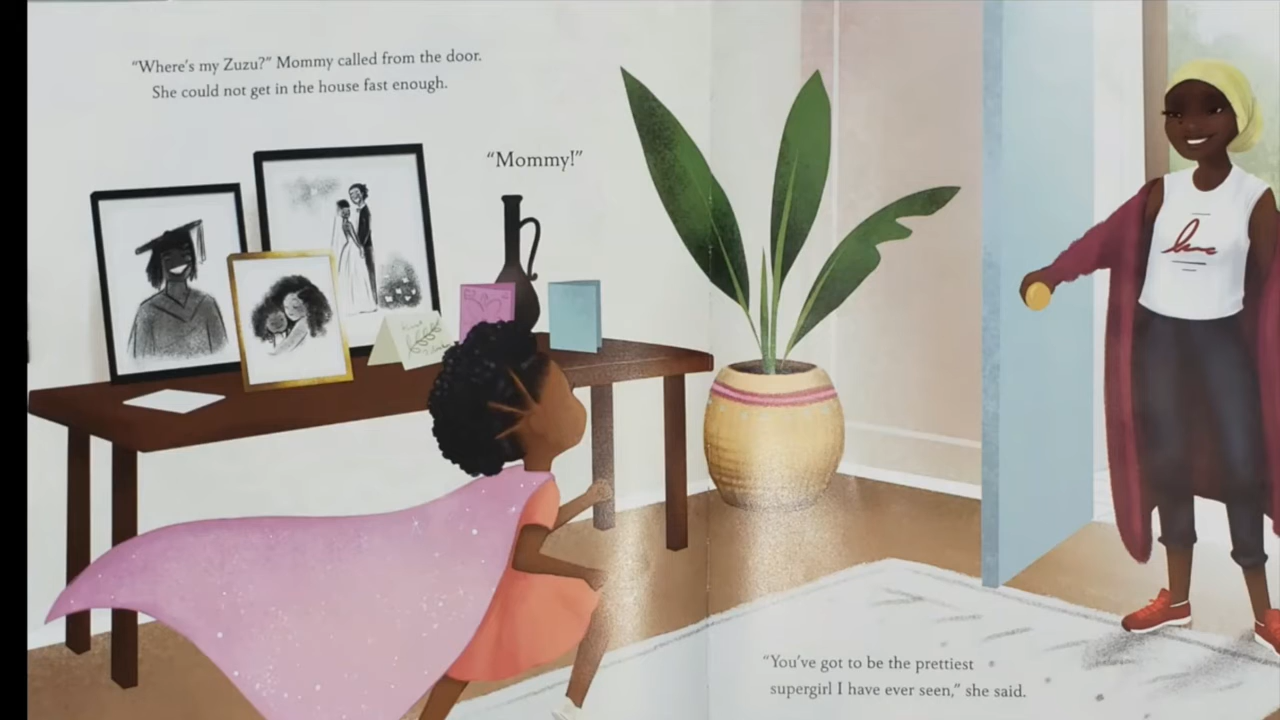 “Where’s my Zuzu?” Mommy called from the door.
She could not get in the house fast enough.
“Mommy!”
love
“You’ve got to be the prettiest
supergirl I have ever seen,” she said.